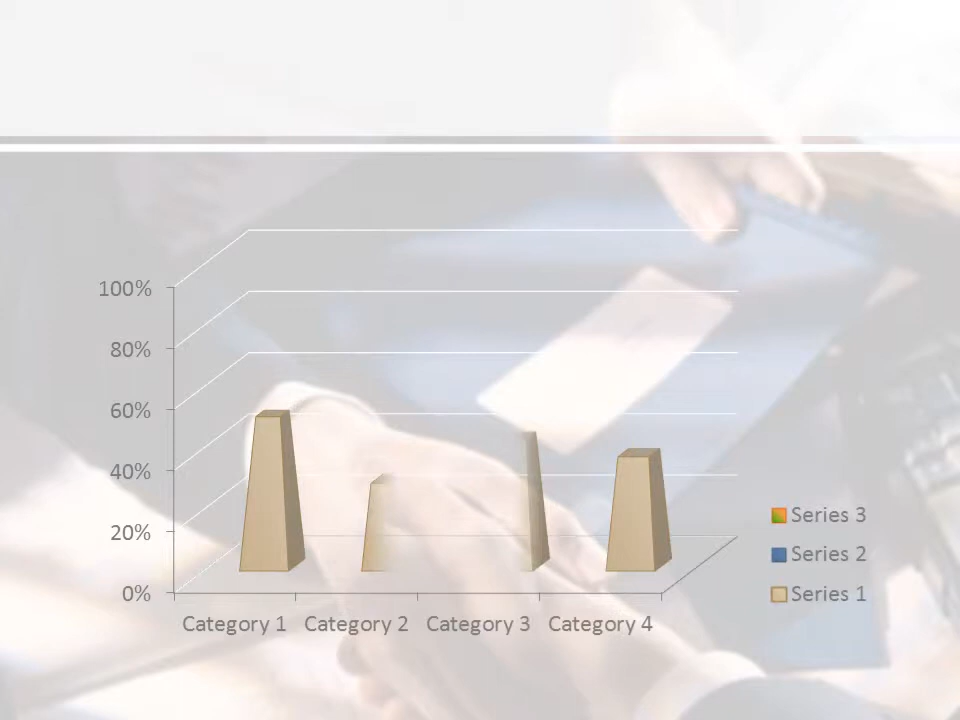 100%
80%
60%
40%
20%
0%
Category 1 Category 2 Category 3 Category 4
Series 3
Series 2
Series 1